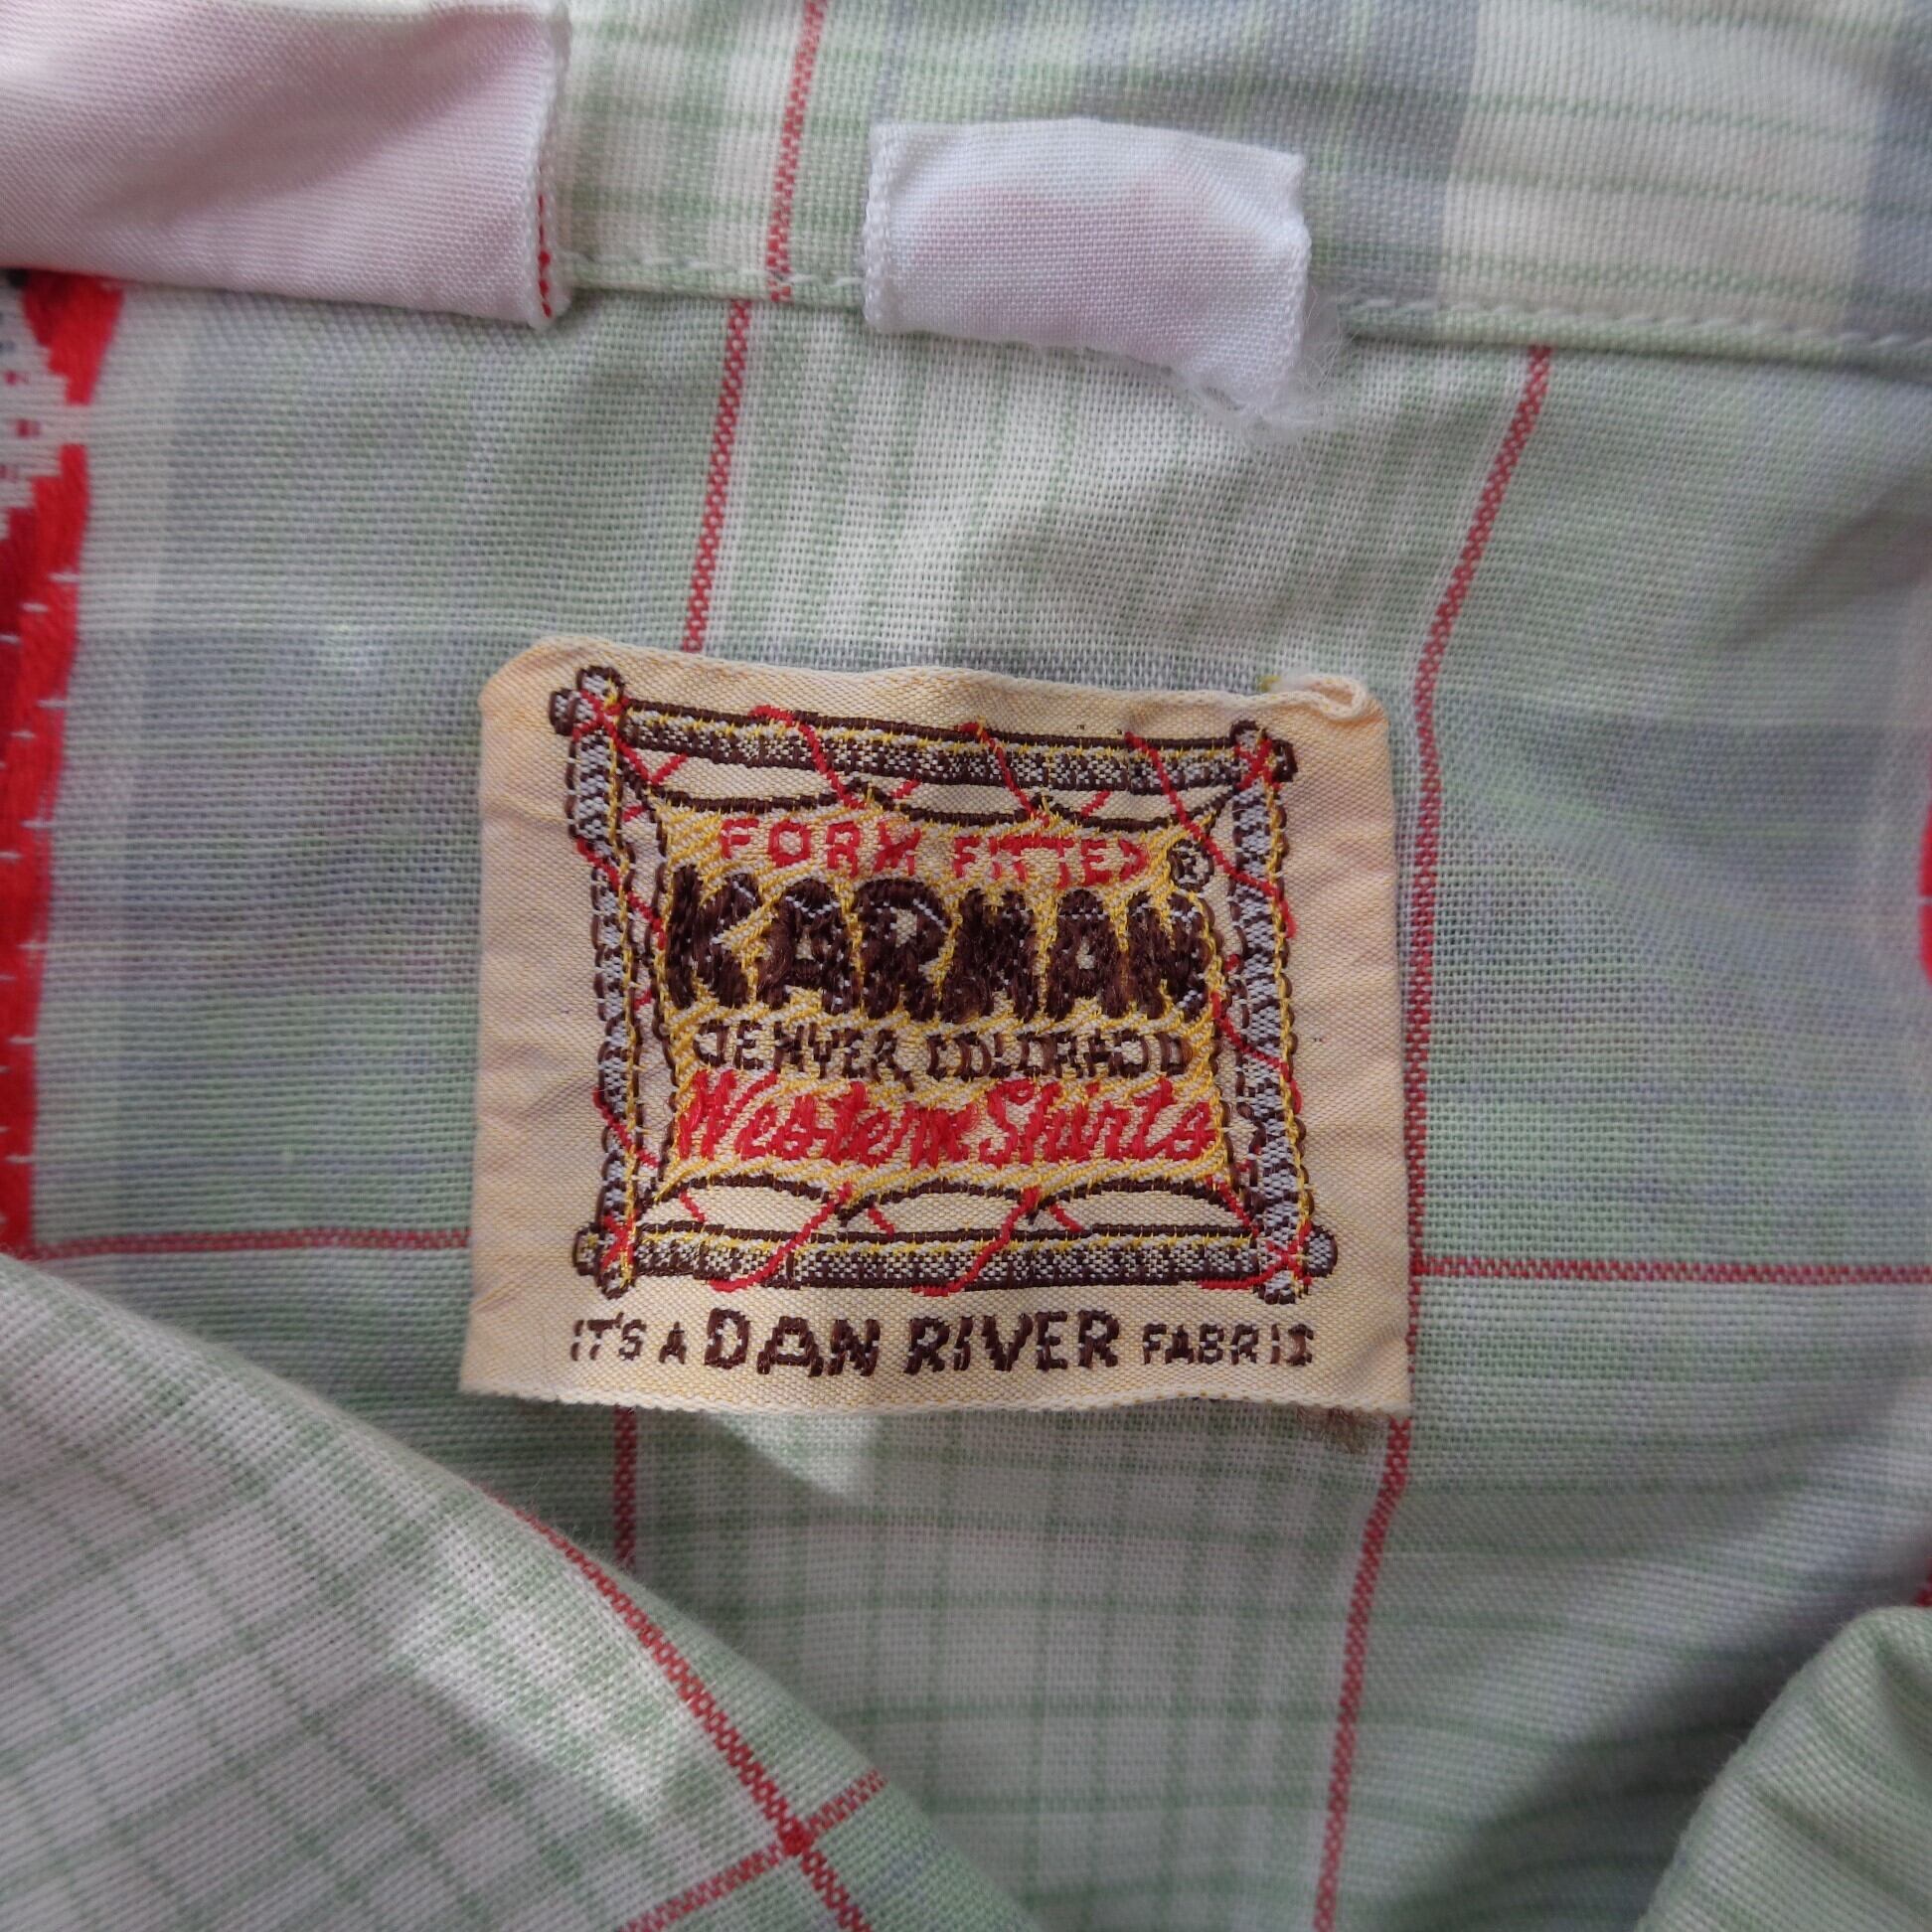 FORM FITTED
KARMAN ®
DENVER, COLORADO
Western Shirts
IT'S A DAN RIVER FABRIC